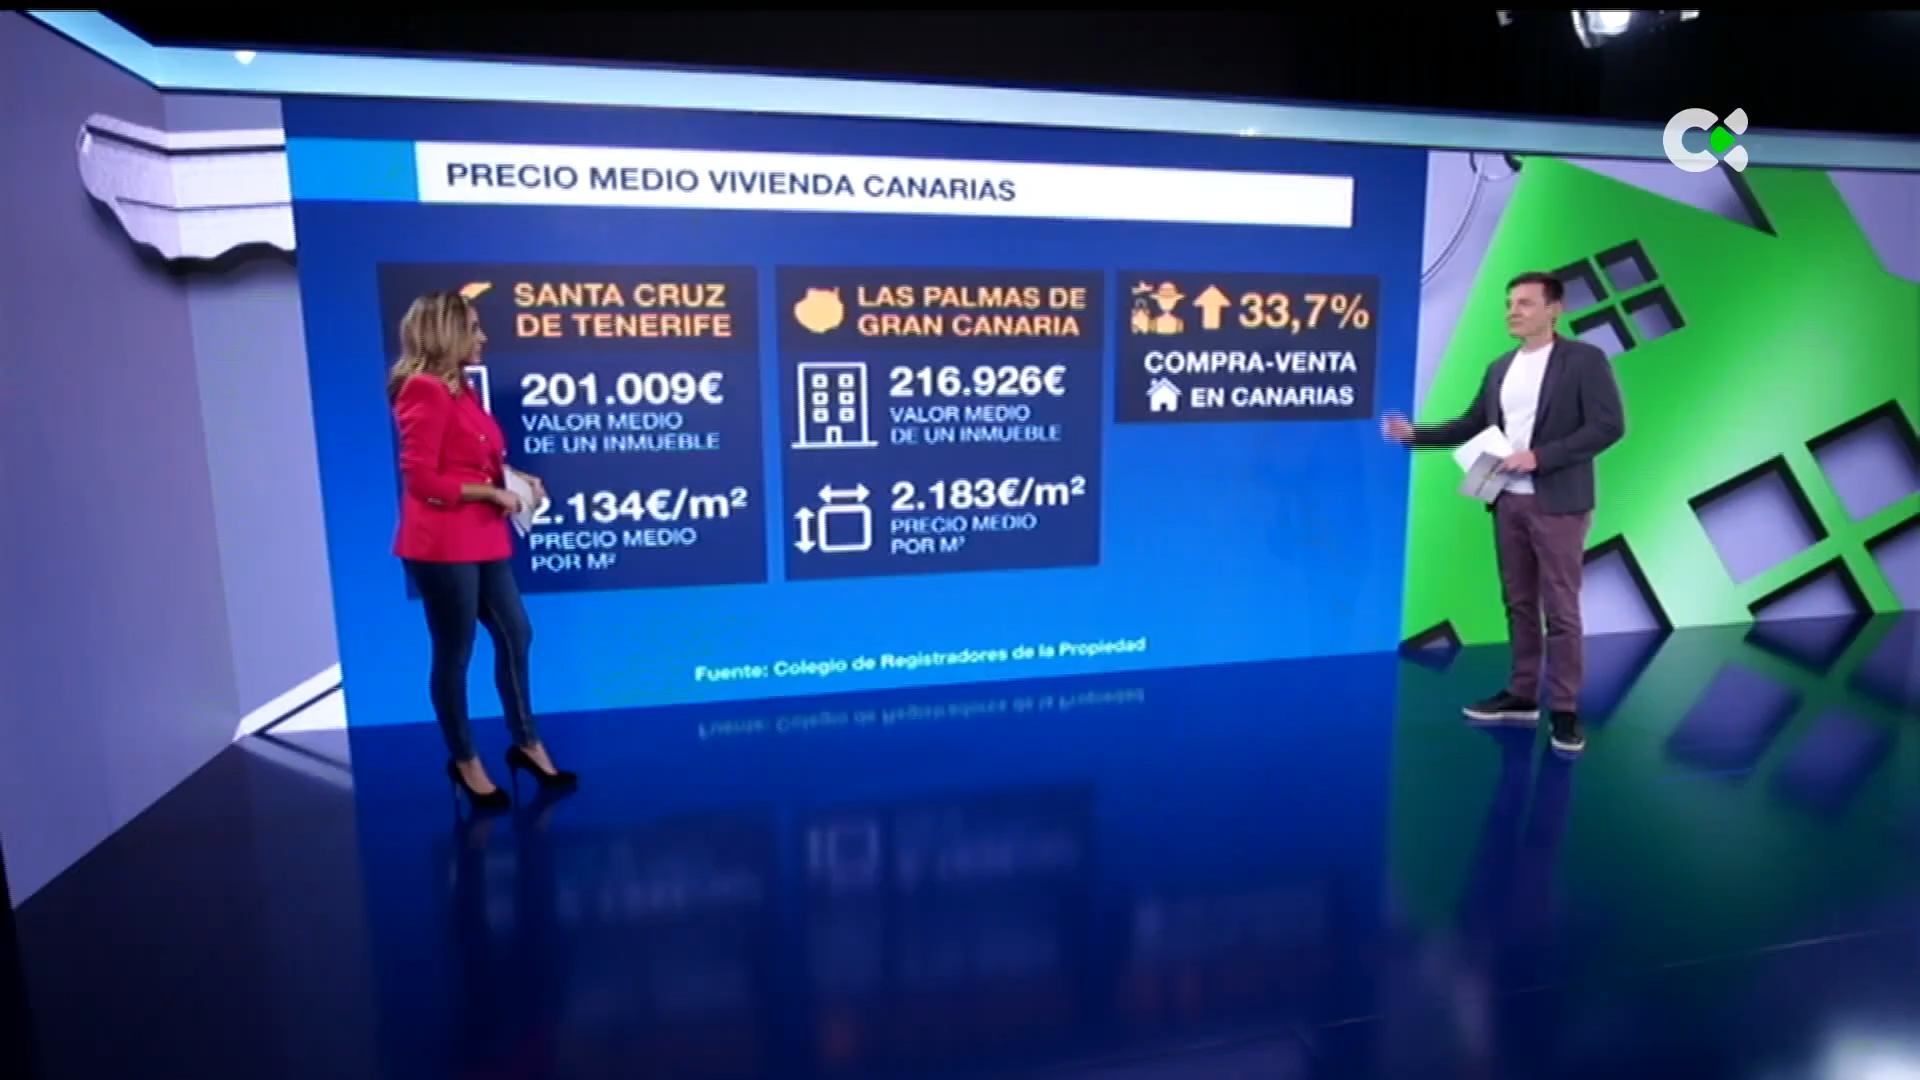 PRECIO MEDIO VIVIENDA CANARIAS
SANTA CRUZ
DE TENERIFE
201.009€
VALOR MEDIO
DE UN INMUEBLE
2.134€/m²
PRECIO MEDIO
POR M²
LAS PALMAS DE
GRAN CANARIA
216.926€
VALOR MEDIO
DE UN INMUEBLE
2.183€/m²
PRECIO MEDIO
POR M²
33,7%
COMPRA-VENTA
EN CANARIAS
Fuente: Colegio de Registradores de la Propiedad